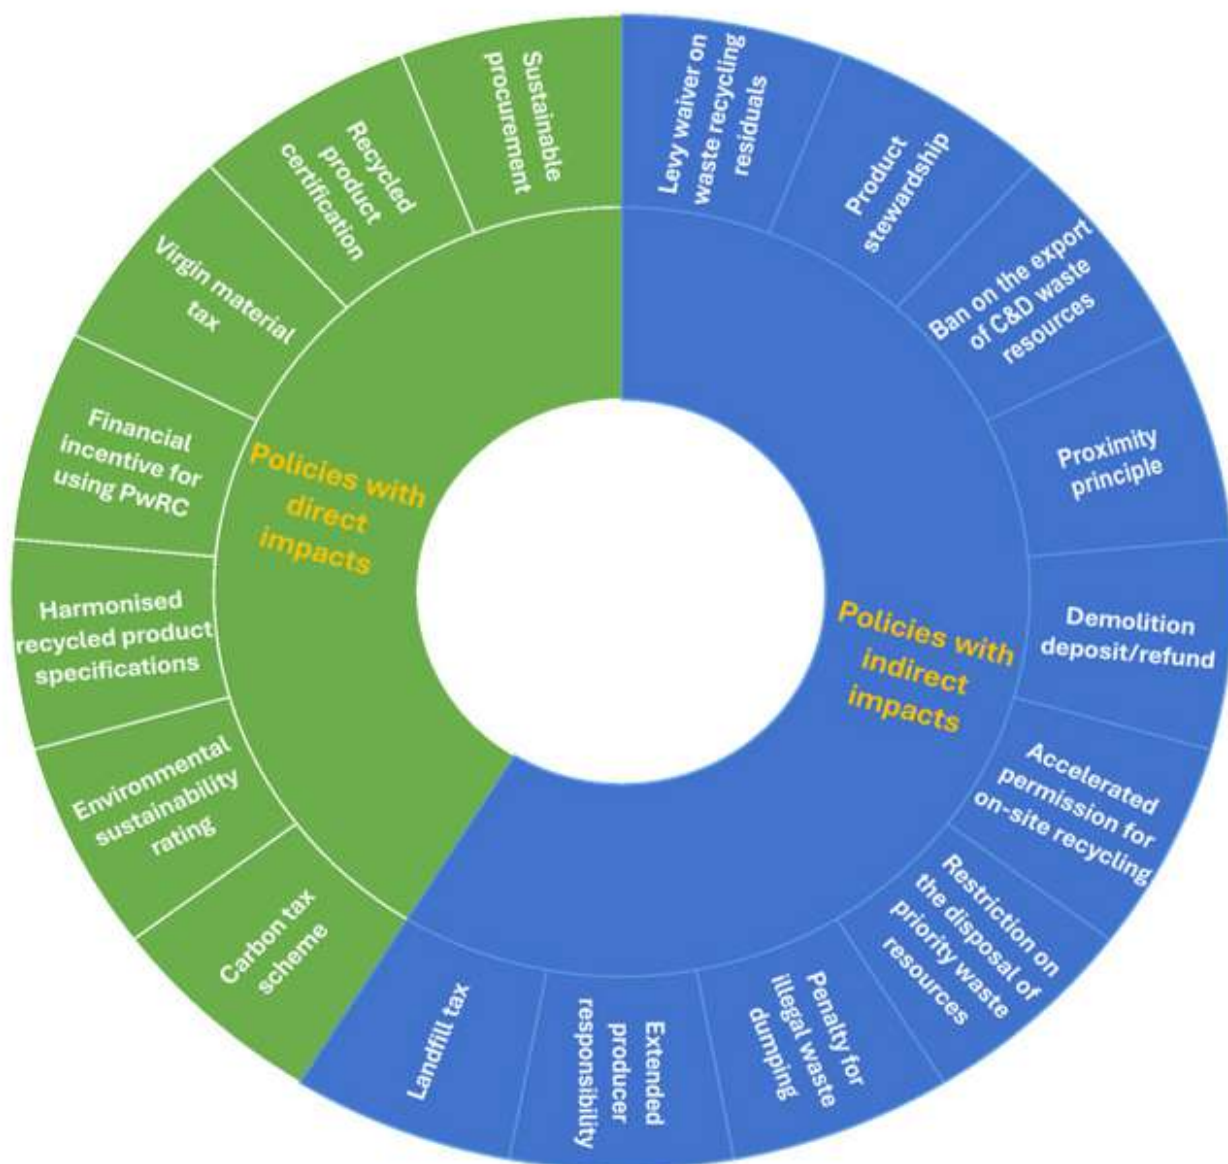 Levy waiver on
waste recycling
residuals
Product
stewardship
Ban on the export
of C&D waste
resources
Proximity
principle
Demolition
deposit/refund
Accelerated
permission for
on-site recycling
Restriction on
the disposal of
priority waste
resources
Penalty for
illegal waste
dumping
Extended
producer
responsibility
Landfill tax
Policies with
indirect
impacts
Sustainable
procurement
Recycled
product
certification
Virgin material
tax
Financial
incentive for
using PwRC
Harmonised
recycled product
specifications
Environmental
sustainability
rating
Carbon tax
scheme
Policies with
direct
impacts